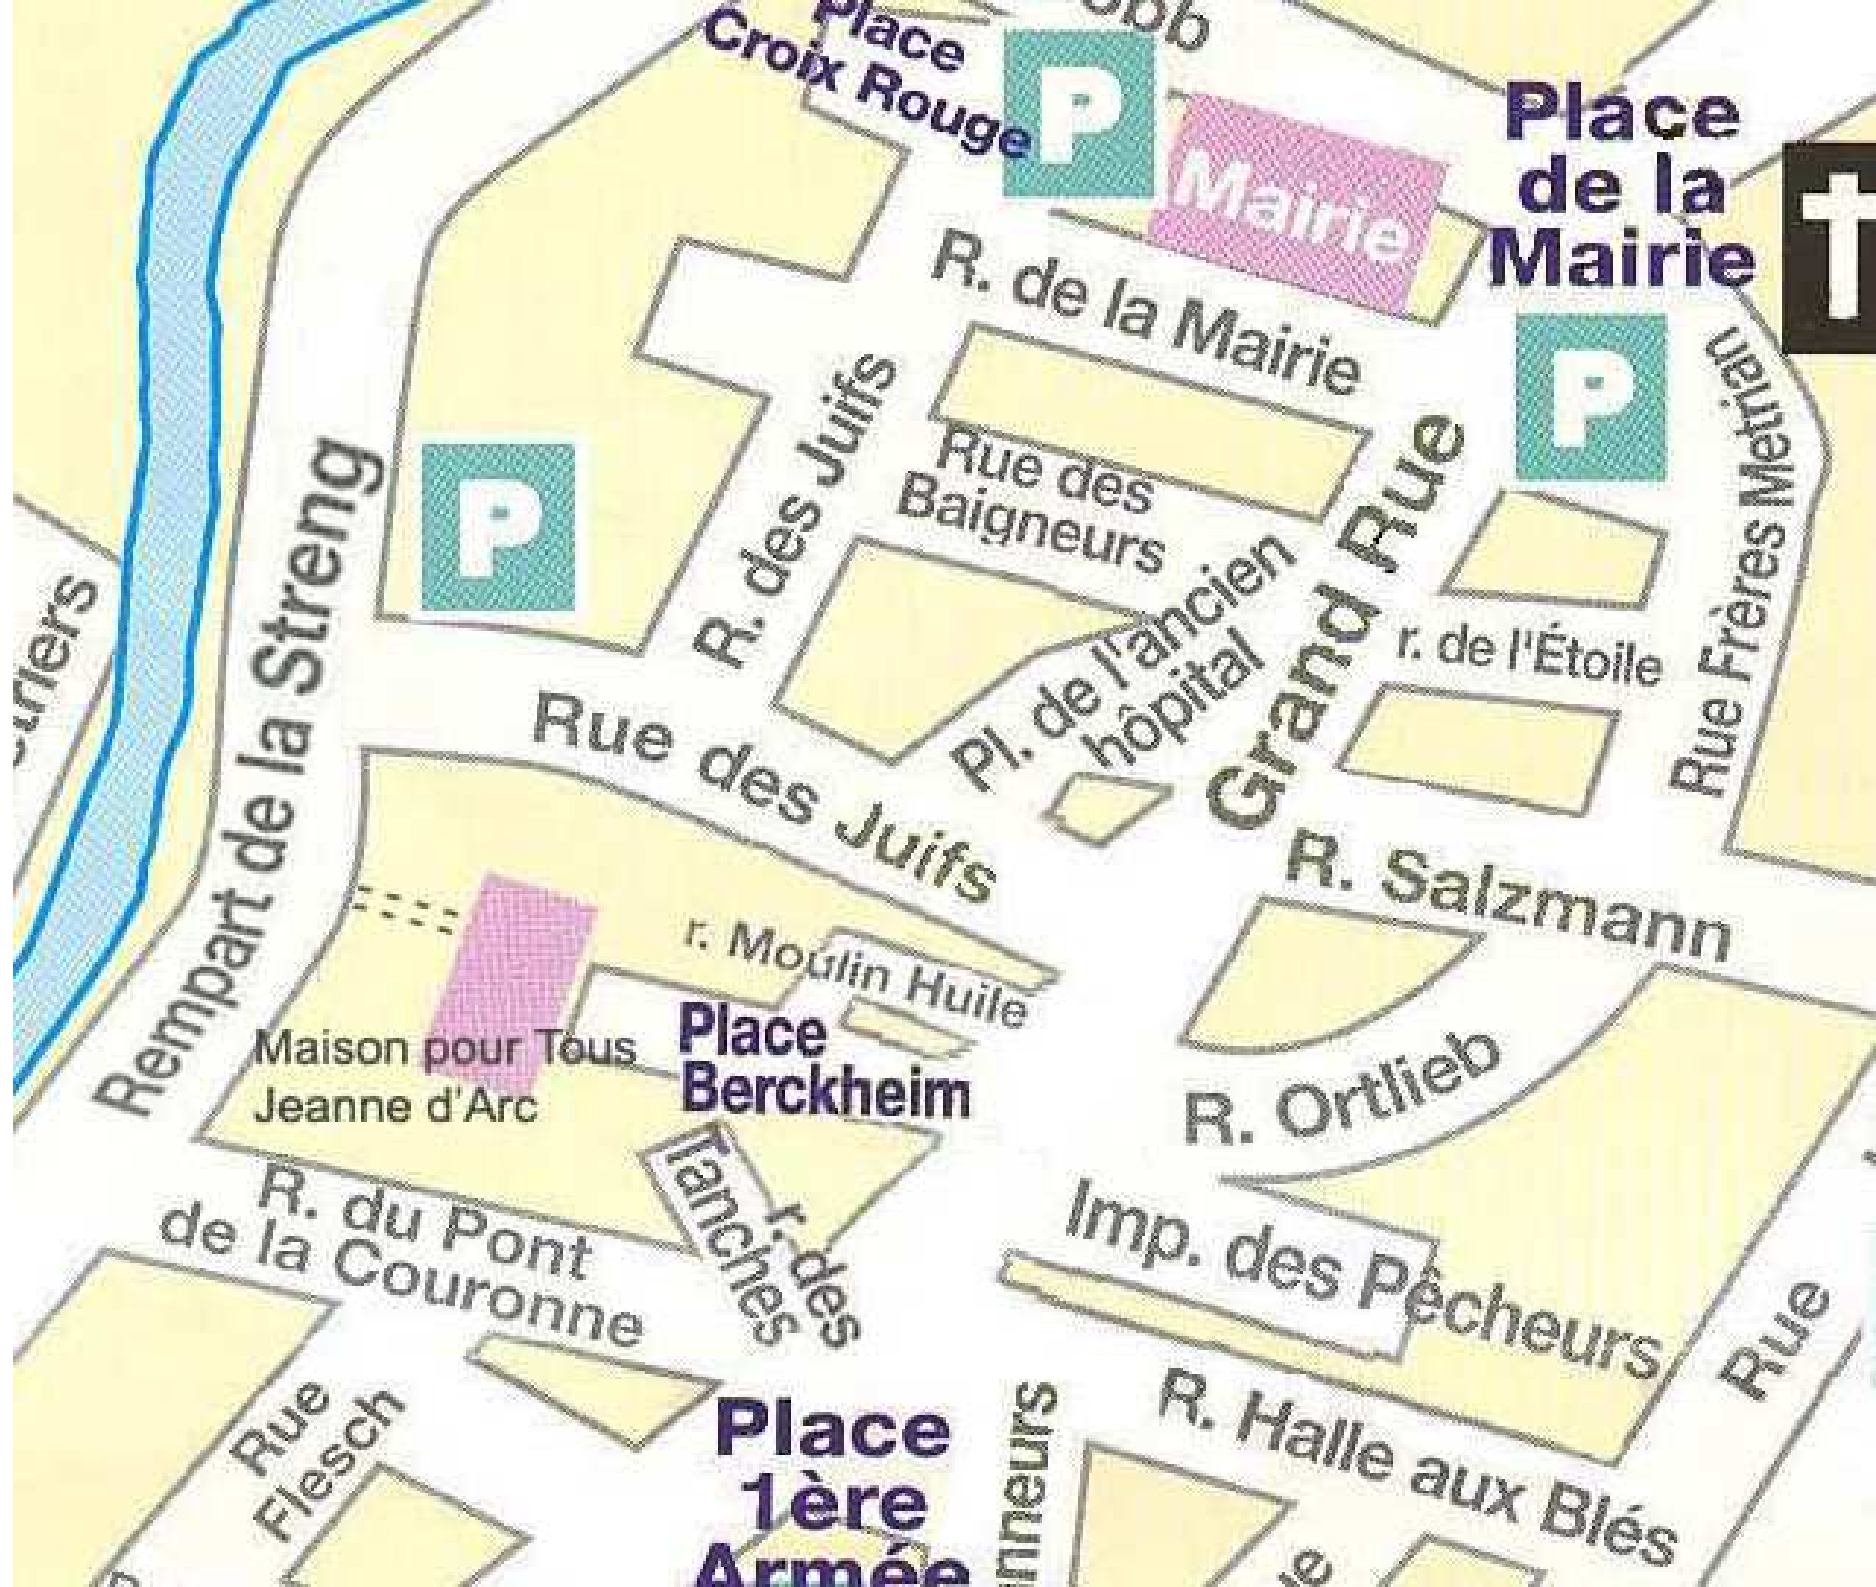 Place
Croix Rouge
P
Mairie
Place
de la
Mairie
R. de la Mairie
P
Rue Frères Metrian
R. des Juifs
Rue des
Baigneurs
Grand Rue
P
Pl. de l'ancien
hôpital
r. de l'Étoile
Rempart de la Streng
Rue des Juifs
R. Salzmann
r. Moulin Huile
Maison pour Tous
Jeanne d'Arc
Place
Berckheim
R. Ortlieb
r. des
Tanches
R. du Pont
de la Couronne
Imp. des Pêcheurs
Rue
Rue
Flesch
R. Halle aux Blés
Place
1ère
Armée